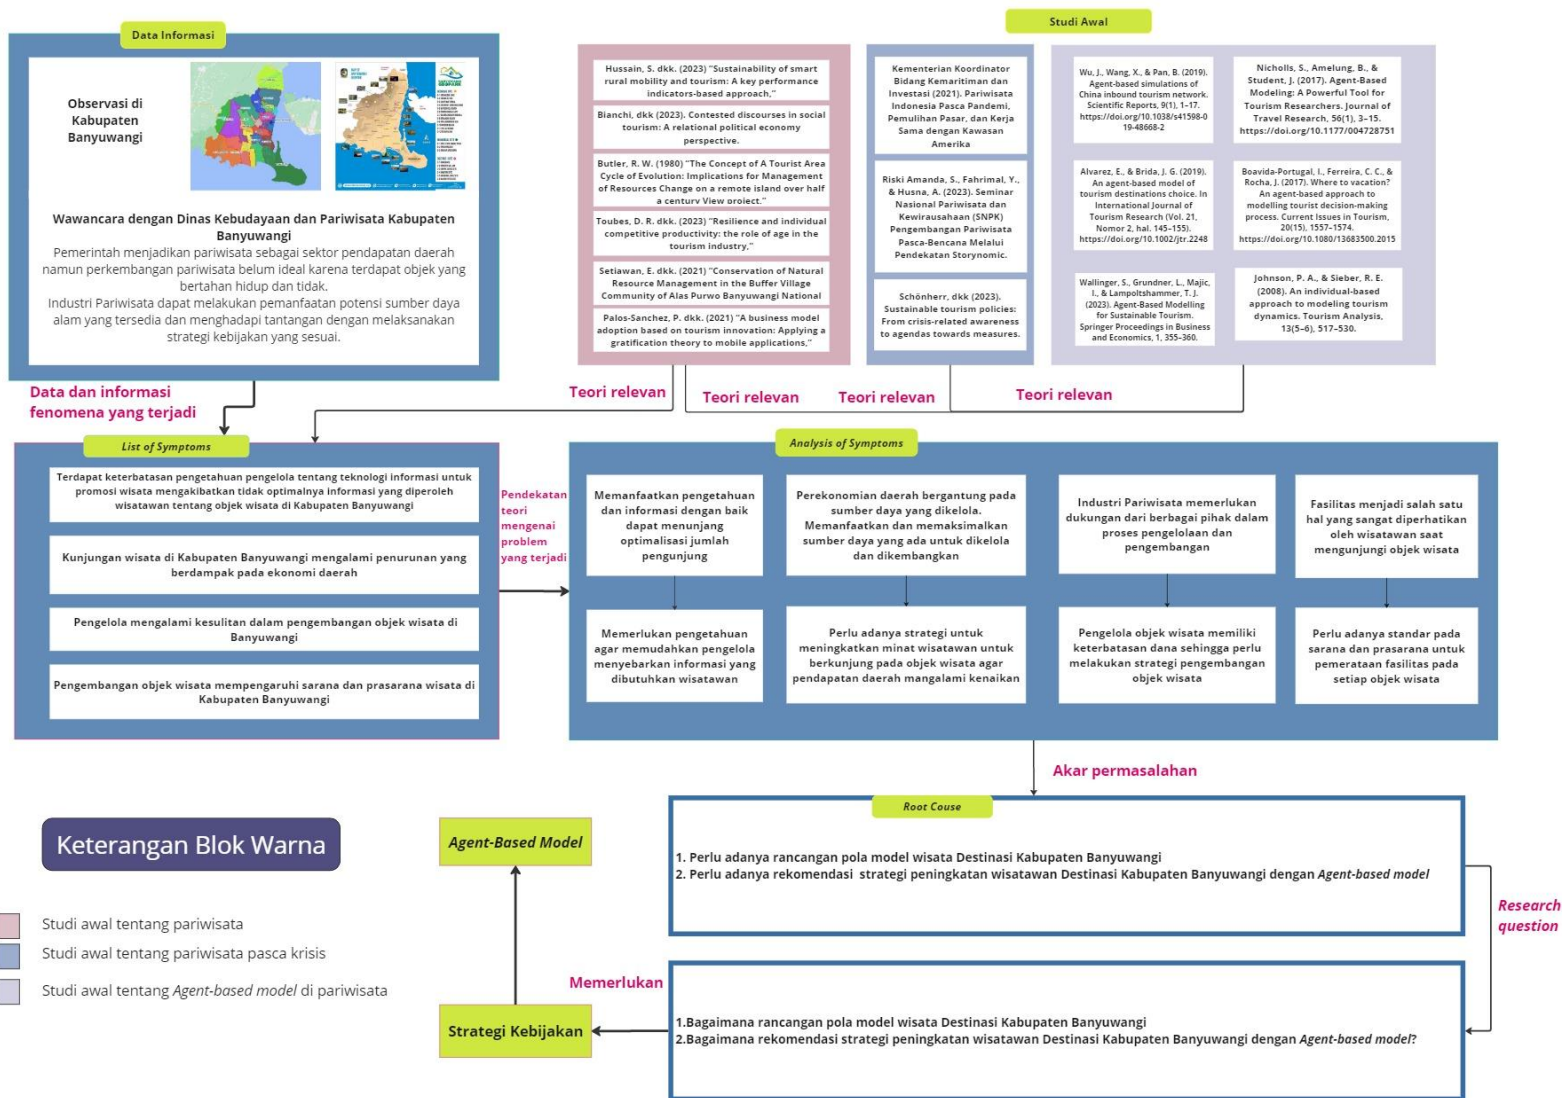 Data Informasi
Observasi di
Kabupaten
Banyuwangi
Wawancara dengan Dinas Kebudayaan dan Pariwisata Kabupaten
Banyuwangi
Pemerintah menjadikan pariwisata sebagai sektor pendapatan daerah
namun perkembangan pariwisata belum ideal karena terdapat objek yang
bertahan hidup dan tidak.
Industri Pariwisata dapat melakukan pemanfaatan potensi sumber daya
alam yang tersedia dan menghadapi tantangan dengan melaksanakan
strategi kebijakan yang sesuai.
Studi Awal
Hussain, S. dkk. (2023) "Sustainability of smart
rural mobility and tourism: A key performance
indicators-based approach,"
Bianchi, dkk (2023). Contested discourses in social
tourism: A relational political economy
perspective.
Butler, R. W. (1980) "The Concept of A Tourist Area
Cycle of Evolution: Implications for Management
of Resources Change on a remote island over half
a century View project."
Toubes, D. R. dkk. (2023) "Resilience and individual
competitive productivity: the role of age in the
tourism industry,"
Setiawan, E. dkk. (2021) "Conservation of Natural
Resource Management in the Buffer Village
Community of Alas Purwo Banyuwangi National
Palos-Sanchez, P. dkk. (2021) "A business model
adoption based on tourism innovation: Applying a
gratification theory to mobile applications,"
Kementerian Koordinator
Bidang Kemaritiman dan
Investasi (2021). Pariwisata
Indonesia Pasca Pandemi,
Pemulihan Pasar, dan Kerja
Sama dengan Kawasan
Amerika
Riski Amanda, S., Fahrimal, Y.,
& Husna, A. (2023). Seminar
Nasional Pariwisata dan
Kewirausahaan (SNPK)
Pengembangan Pariwisata
Pasca-Bencana Melalui
Pendekatan Storynomic.
Schönherr, dkk (2023).
Sustainable tourism policies:
From crisis-related awareness
to agendas towards measures.
Wu, J., Wang, X., & Pan, B. (2019).
Agent-based simulations of
China inbound tourism network.
Scientific Reports, 9(1), 1–17.
https://doi.org/10.1038/s41598-0
19-48668-2
Nicholls, S., Amelung, B., &
Student, J. (2017). Agent-Based
Modeling: A Powerful Tool for
Tourism Researchers. Journal of
Travel Research, 56(1), 3–15.
https://doi.org/10.1177/004728751
Alvarez, E., & Brida, J. G. (2019).
An agent-based model of
tourism destinations choice. In
International Journal of
Tourism Research (Vol. 21,
Nomor 2, hal. 145–155).
https://doi.org/10.1002/jtr.2248
Boavida-Portugal, I., Ferreira, C. C., &
Rocha, J. (2017). Where to vacation?
An agent-based approach to
modelling tourist decision-making
process. Current Issues in Tourism,
20(15), 1557–1574.
https://doi.org/10.1080/13683500.2015
Wallinger, S., Grundner, L., Majic,
I., & Lampoltshammer, T. J.
(2023). Agent-Based Modelling
for Sustainable Tourism.
Springer Proceedings in Business
and Economics, 1, 355–360.
Johnson, P. A., & Sieber, R. E.
(2008). An individual-based
approach to modeling tourism
dynamics. Tourism Analysis,
13(5–6), 517–530.
Data dan informasi
fenomena yang terjadi
Teori relevan
Teori relevan
Teori relevan
Teori relevan
List of Symptoms
Terdapat keterbatasan pengetahuan pengelola tentang teknologi informasi untuk
promosi wisata mengakibatkan tidak optimalnya informasi yang diperoleh
wisatawan tentang objek wisata di Kabupaten Banyuwangi
Kunjungan wisata di Kabupaten Banyuwangi mengalami penurunan yang
berdampak pada ekonomi daerah
Pengelola mengalami kesulitan dalam pengembangan objek wisata di
Banyuwangi
Pengembangan objek wisata mempengaruhi sarana dan prasarana wisata di
Kabupaten Banyuwangi
Pendekatan
teori
mengenai
problem
yang terjadi
Analysis of Symptoms
Memanfaatkan pengetahuan
dan informasi dengan baik
dapat menunjang
optimalisasi jumlah
pengunjung
Perekonomian daerah bergantung pada
sumber daya yang dikelola.
Memanfaatkan dan memaksimalkan
sumber daya yang ada untuk dikelola
dan dikembangkan
Industri Pariwisata memerlukan
dukungan dari berbagai pihak dalam
proses pengelolaan dan
pengembangan
Fasilitas menjadi salah satu
hal yang sangat diperhatikan
oleh wisatawan saat
mengunjungi objek wisata
Memerlukan pengetahuan
agar memudahkan pengelola
menyebarkan informasi yang
dibutuhkan wisatawan
Perlu adanya strategi untuk
meningkatkan minat wisatawan untuk
berkunjung pada objek wisata agar
pendapatan daerah mangalami kenaikan
Pengelola objek wisata memiliki
keterbatasan dana sehingga perlu
melakukan strategi pengembangan
objek wisata
Perlu adanya standar pada
sarana dan prasarana untuk
pemerataan fasilitas pada
setiap objek wisata
Akar permasalahan
Root Couse
1. Perlu adanya rancangan pola model wisata Destinasi Kabupaten Banyuwangi
2. Perlu adanya rekomendasi strategi peningkatan wisatawan Destinasi Kabupaten Banyuwangi dengan Agent-based model
Research
question
1.Bagaimana rancangan pola model wisata Destinasi Kabupaten Banyuwangi
2.Bagaimana rekomendasi strategi peningkatan wisatawan Destinasi Kabupaten Banyuwangi dengan Agent-based model?
Memerlukan
Strategi Kebijakan
Agent-Based Model
Keterangan Blok Warna
Studi awal tentang pariwisata
Studi awal tentang pariwisata pasca krisis
Studi awal tentang Agent-based model di pariwisata